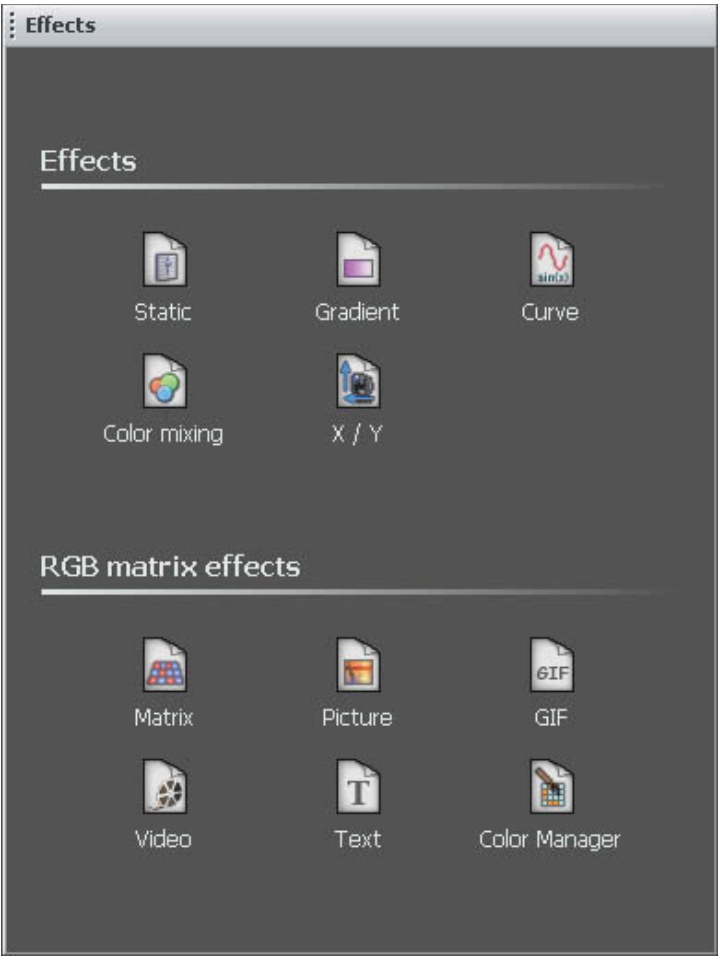 Effects
Effects
sin(x)
Static Gradient Curve
Color mixing X / Y
RGB matrix effects
GIF
Matrix Picture GIF
T
Video Text Color Manager